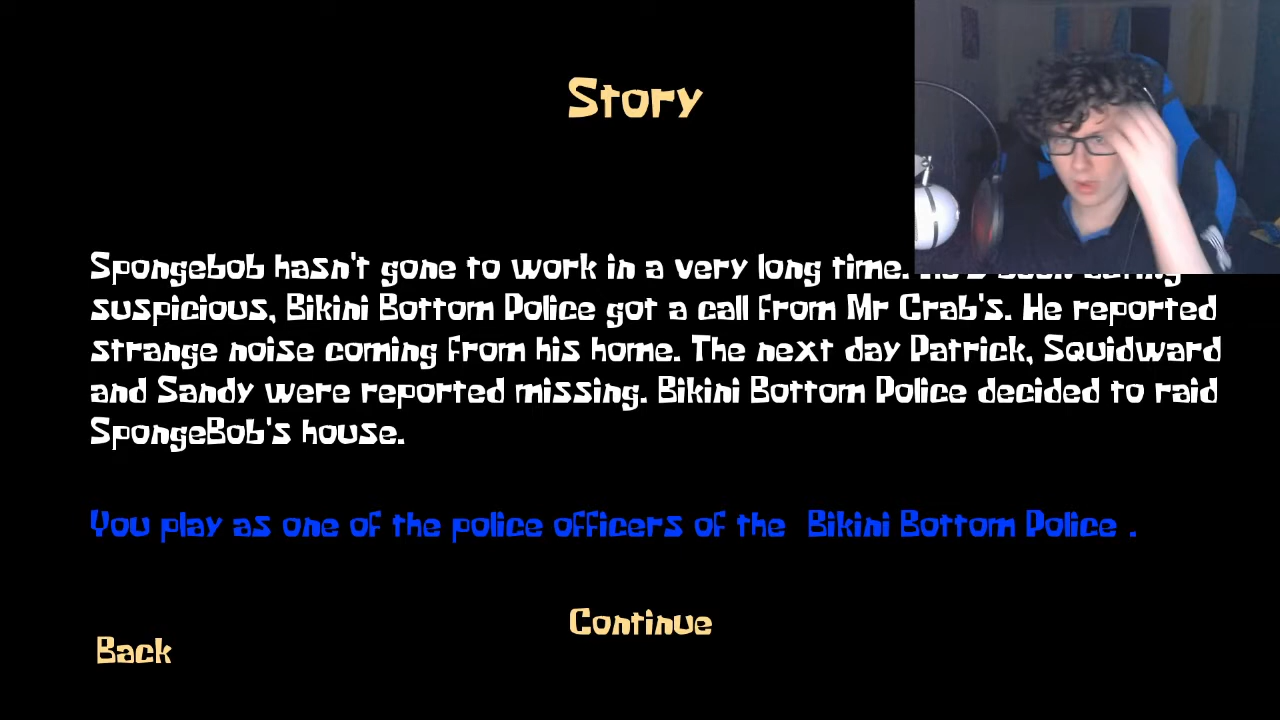 Story
Spongebob hasn't gone to work in a very long time.
suspicious, Bikini Bottom Police got a call from Mr Crab's. He reported
strange noise coming from his home. The next day Patrick, Squidward
and Sandy were reported missing. Bikini Bottom Police decided to raid
SpongeBob's house.
You play as one of the police officers of the  Bikini Bottom Police .
Continue
Back